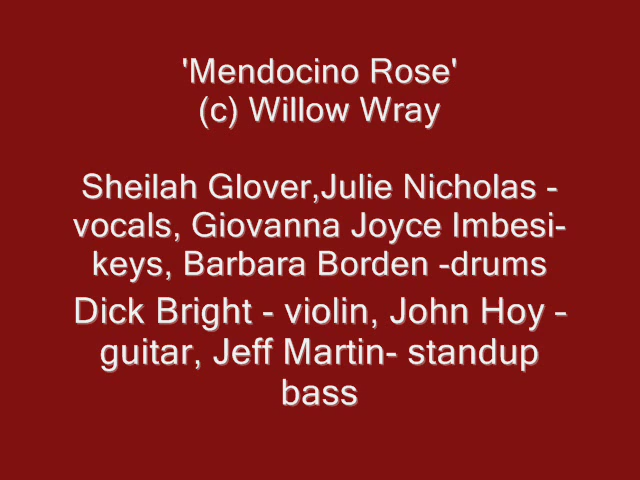 'Mendocino Rose'
(c) Willow Wray
Sheilah Glover,Julie Nicholas -
vocals, Giovanna Joyce Imbesi-
keys, Barbara Borden -drums
Dick Bright - violin, John Hoy –
guitar, Jeff Martin- standup
bass